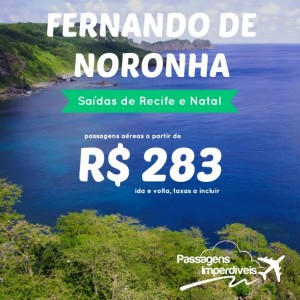 FERNANDO DE
NORONHA
Saídas de Recife e Natal
passagens aéreas a partir de
R$ 283
ida e volta, taxas a incluir
Passagens
Imperdíveis